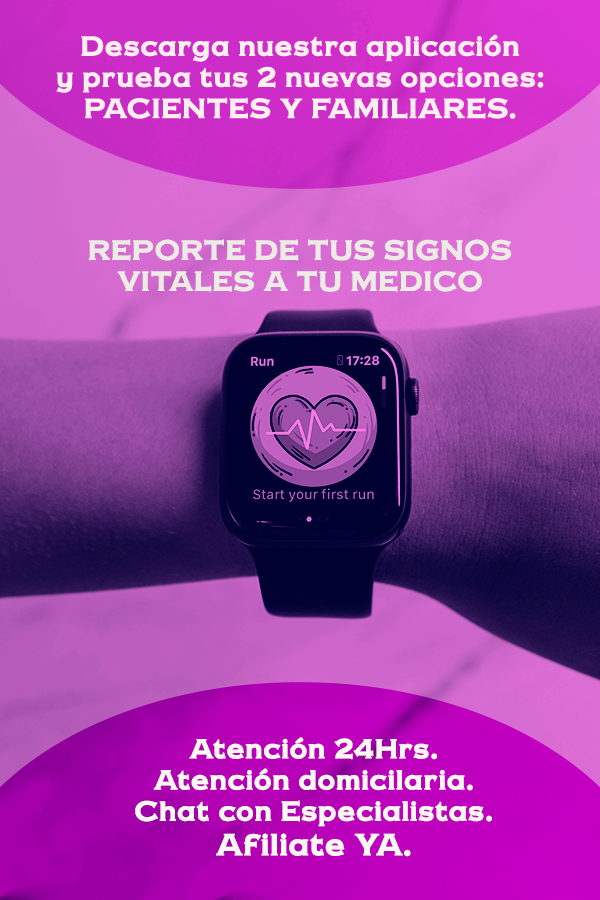 Descarga nuestra aplicación
y prueba tus 2 nuevas opciones:
PACIENTES Y FAMILIARES.
REPORTE DE TUS SIGNOS
VITALES A TU MEDICO
Run 17:28
Start your first run
Atención 24Hrs.
Atención domicilaria.
Chat con Especialistas.
Afiliate YA.